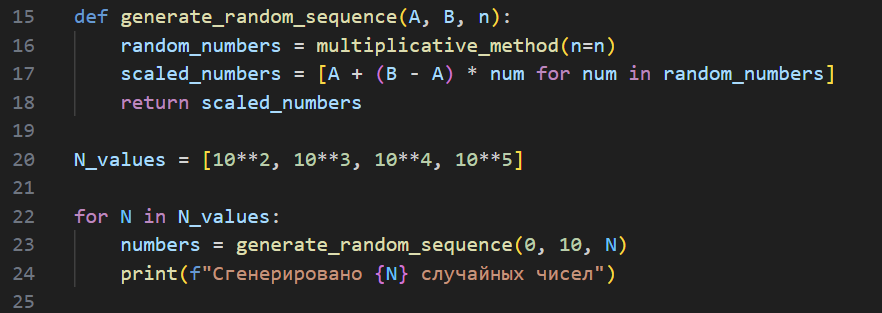 15 def generate_random_sequence(A, B, n):
16     random_numbers = multiplicative_method(n=n)
17     scaled_numbers = [A + (B - A) * num for num in random_numbers]
18     return scaled_numbers
19
20 N_values = [10**2, 10**3, 10**4, 10**5]
21
22 for N in N_values:
23     numbers = generate_random_sequence(0, 10, N)
24     print(f"Сгенерировано {N} случайных чисел")
25